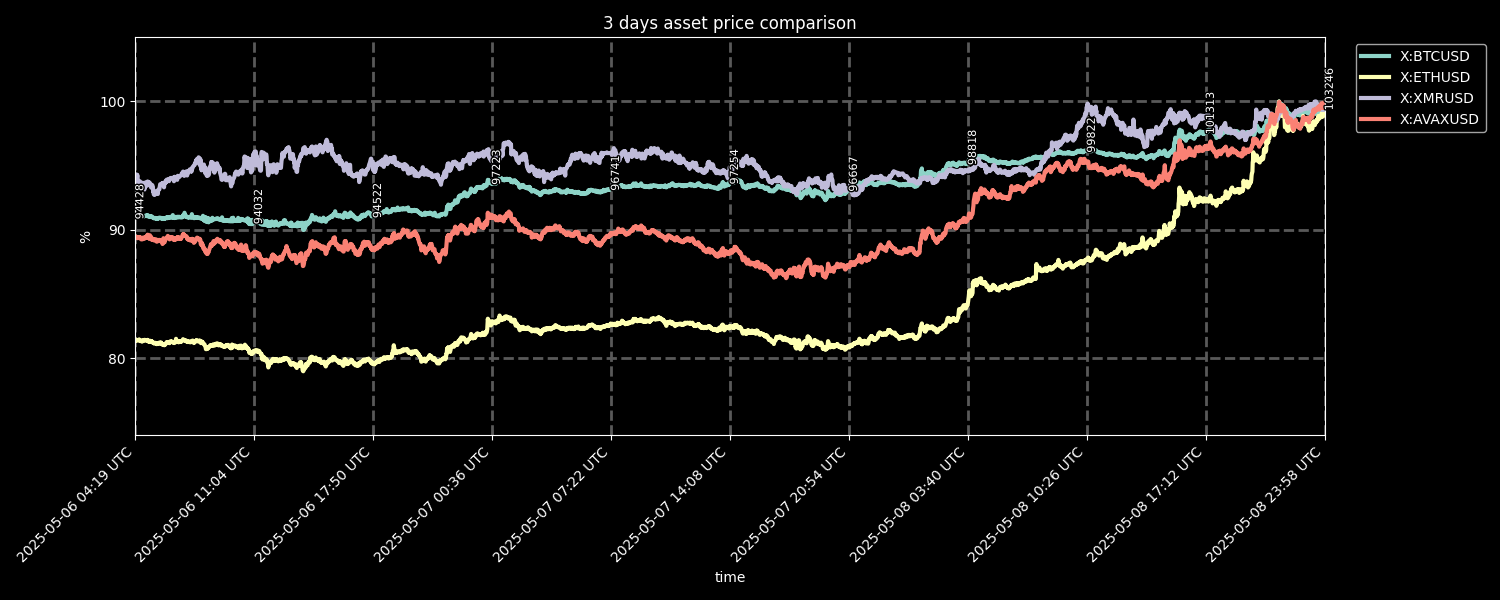 3 days asset price comparison
X:BTCUSD
X:ETHUSD
X:XMRUSD
X:AVAXUSD
100
90
80
%
94428
94032
94522
97223
96741
97254
96667
98818
99822
101313
103246
2025-05-06 04:19 UTC
2025-05-06 11:04 UTC
2025-05-06 17:50 UTC
2025-05-07 00:36 UTC
2025-05-07 07:22 UTC
2025-05-07 14:08 UTC
2025-05-07 20:54 UTC
2025-05-08 03:40 UTC
2025-05-08 10:26 UTC
2025-05-08 17:12 UTC
2025-05-08 23:58 UTC
time